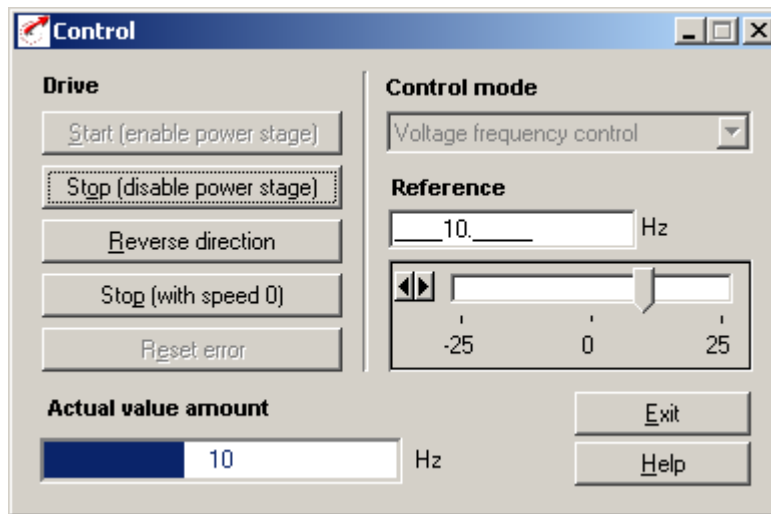 Control
Drive
Start (enable power stage)
Stop (disable power stage)
Reverse direction
Stop (with speed 0)
Reset error
Control mode
Voltage frequency control
Reference
____10._____ Hz
-25 0 25
Actual value amount
10 Hz
Exit
Help